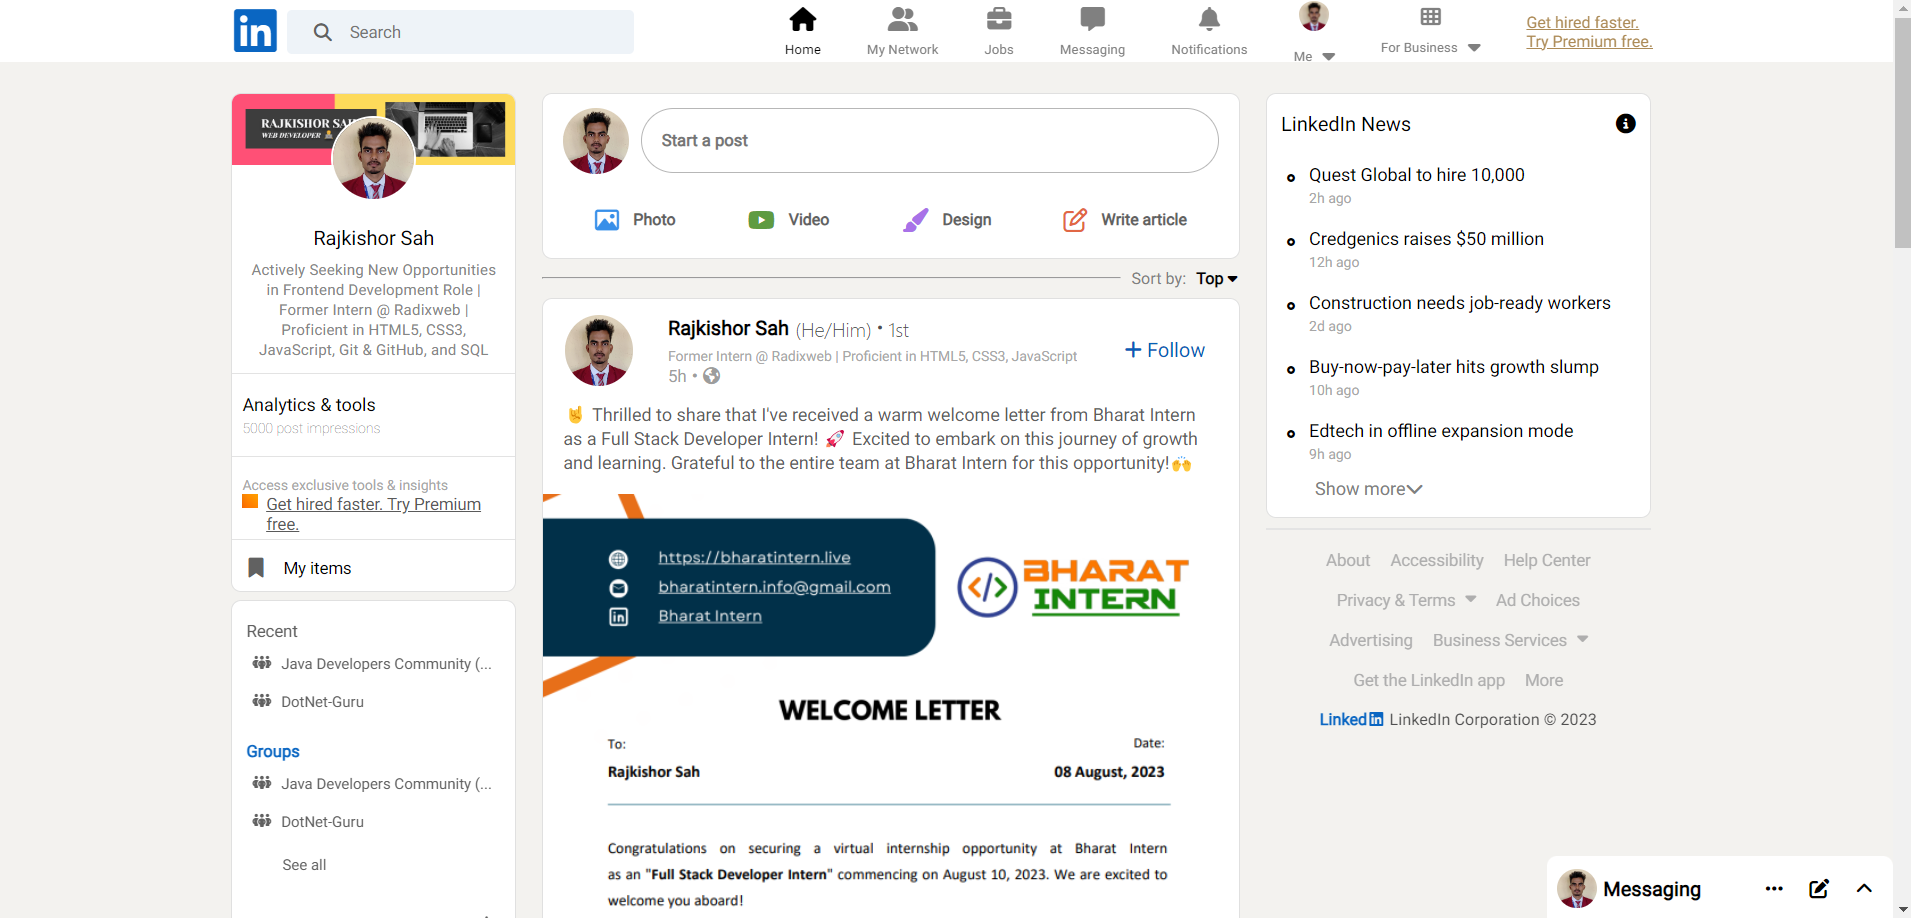 in
Search
Home
My Network
Jobs
Messaging
Notifications
Me
For Business
Get hired faster.
Try Premium free.
RAJKISHOR SAH
WEB DEVELOPER
Rajkishor Sah
Actively Seeking New Opportunities
in Frontend Development Role |
Former Intern @ Radixweb |
Proficient in HTML5, CSS3,
JavaScript, Git & GitHub, and SQL
Analytics & tools
5000 post impressions
Access exclusive tools & insights
Get hired faster. Try Premium
free.
My items
Recent
Java Developers Community (...
DotNet-Guru
Groups
Java Developers Community (...
DotNet-Guru
See all
Start a post
Photo
Video
Design
Write article
Sort by: Top
Rajkishor Sah (He/Him) • 1st
Former Intern @ Radixweb | Proficient in HTML5, CSS3, JavaScript
5h •
+ Follow
🤘 Thrilled to share that I've received a warm welcome letter from Bharat Intern
as a Full Stack Developer Intern! 🚀 Excited to embark on this journey of growth
and learning. Grateful to the entire team at Bharat Intern for this opportunity!🙌
https://bharatintern.live
bharatintern.info@gmail.com
in Bharat Intern
</> BHARAT
INTERN
WELCOME LETTER
To:
Date:
Rajkishor Sah
08 August, 2023
Congratulations on securing a virtual internship opportunity at Bharat Intern
as an "Full Stack Developer Intern" commencing on August 10, 2023. We are excited to
welcome you aboard!
LinkedIn News
Quest Global to hire 10,000
2h ago
Credgenics raises $50 million
12h ago
Construction needs job-ready workers
2d ago
Buy-now-pay-later hits growth slump
10h ago
Edtech in offline expansion mode
9h ago
Show more
About Accessibility Help Center
Privacy & Terms Ad Choices
Advertising Business Services
Get the LinkedIn app More
Linked in LinkedIn Corporation © 2023
Messaging